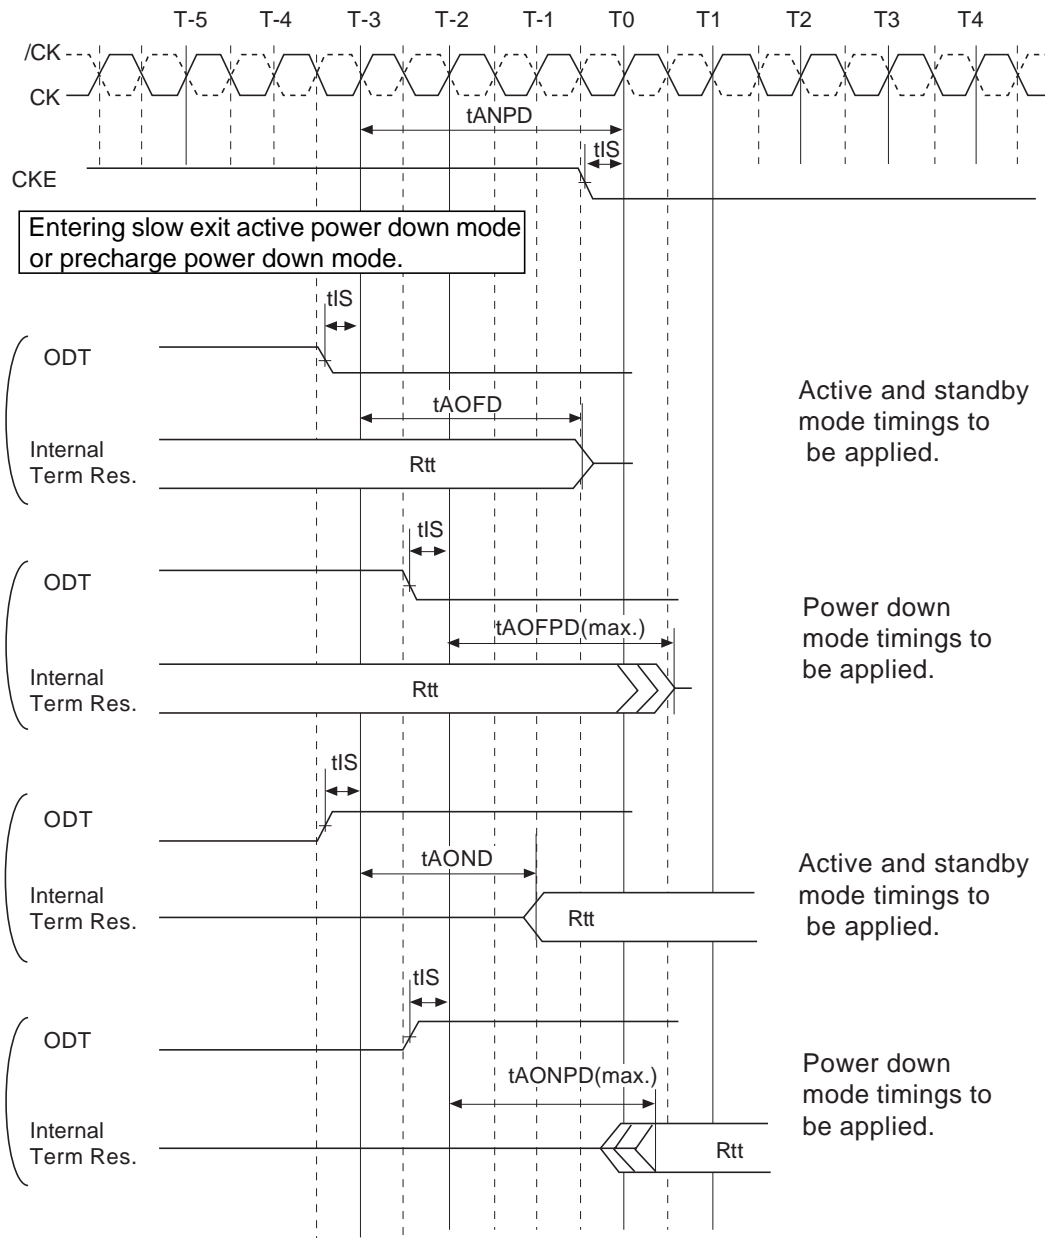 T-5 T-4 T-3 T-2 T-1 T0 T1 T2 T3 T4
/CK
CK
tANPD
tIS
CKE
Entering slow exit active power down mode
or precharge power down mode.
tIS
ODT
tAOFD
Internal
Term Res.
Rtt
Active and standby
mode timings to
be applied.
tIS
ODT
tAOFPD(max.)
Internal
Term Res.
Rtt
Power down
mode timings to
be applied.
tIS
ODT
tAOND
Internal
Term Res.
Rtt
Active and standby
mode timings to
be applied.
tIS
ODT
tAONPD(max.)
Internal
Term Res.
Rtt
Power down
mode timings to
be applied.